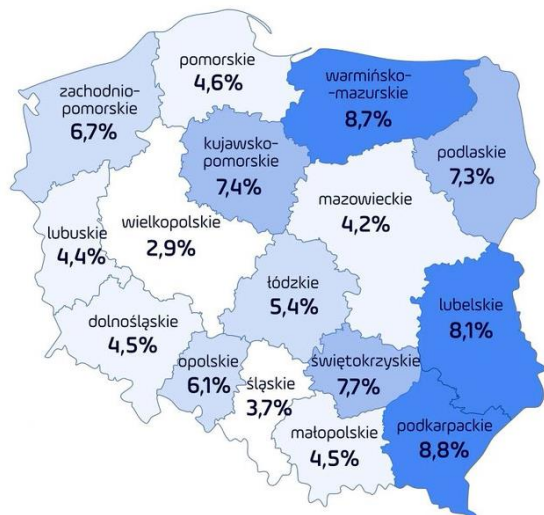 pomorskie
4,6%
warmińsko-
-mazurskie
8,7%
zachodnio-
pomorskie
6,7%
kujawsko-
pomorskie
7,4%
podlaskie
7,3%
mazowieckie
4,2%
wielkopolskie
2,9%
lubuskie
4,4%
łódzkie
5,4%
lubelskie
8,1%
dolnośląskie
4,5%
opolskie
6,1%
śląskie
3,7%
świętokrzyskie
7,7%
małopolskie
4,5%
podkarpackie
8,8%